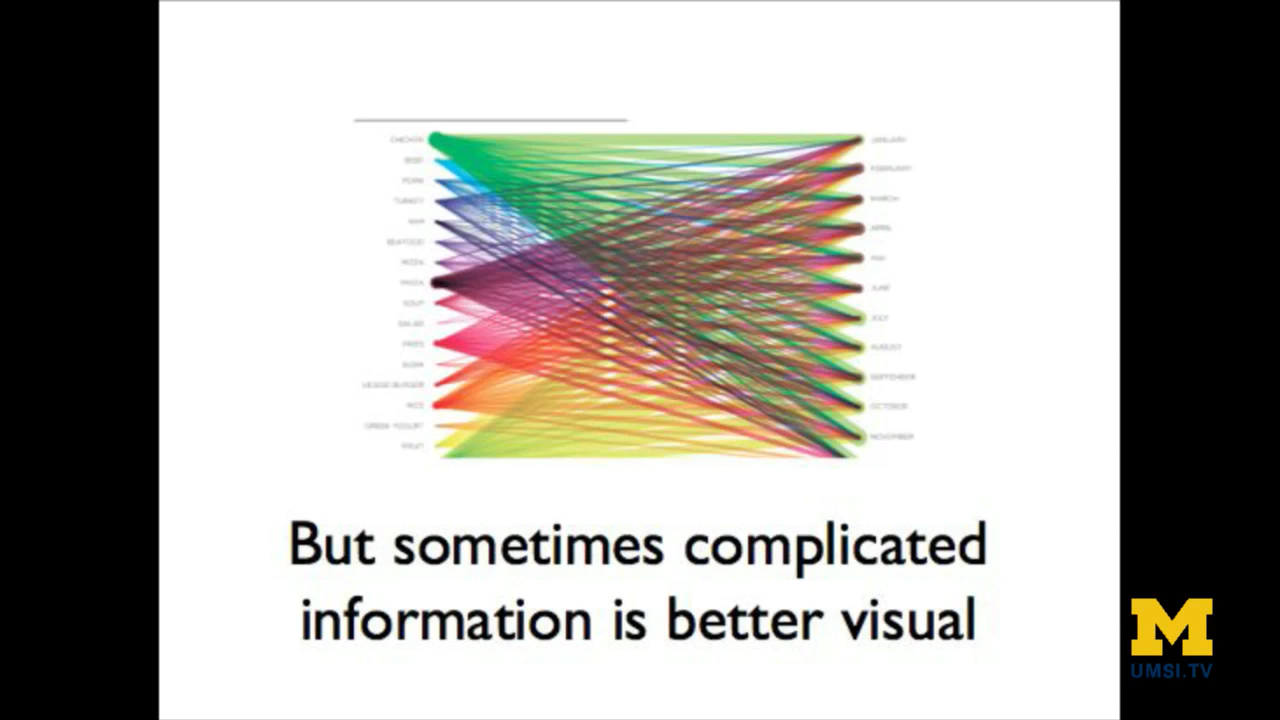 CHICKEN
BEEF
PORK
TURKEY
HAM
SEAFOOD
PIZZA
PASTA
SOUP
SALAD
FRIES
SUSHI
VEGGIE BURGER
RICE
GREEK YOGURT
FRUIT
JANUARY
FEBRUARY
MARCH
APRIL
MAY
JUNE
JULY
AUGUST
SEPTEMBER
OCTOBER
NOVEMBER
But sometimes complicated
information is better visual
M
UMSI.TV